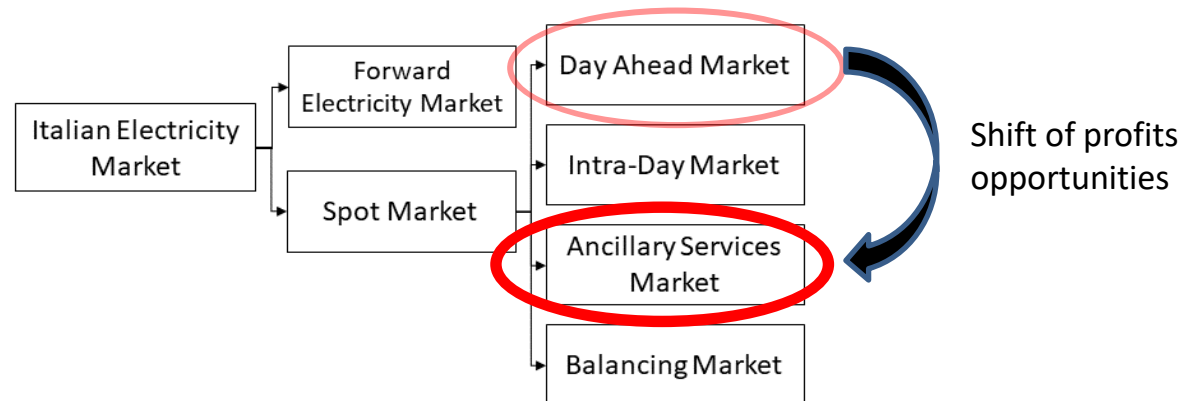 Italian Electricity
Market
Forward
Electricity Market
Spot Market
Day Ahead Market
Intra-Day Market
Ancillary Services
Market
Balancing Market
Shift of profits
opportunities